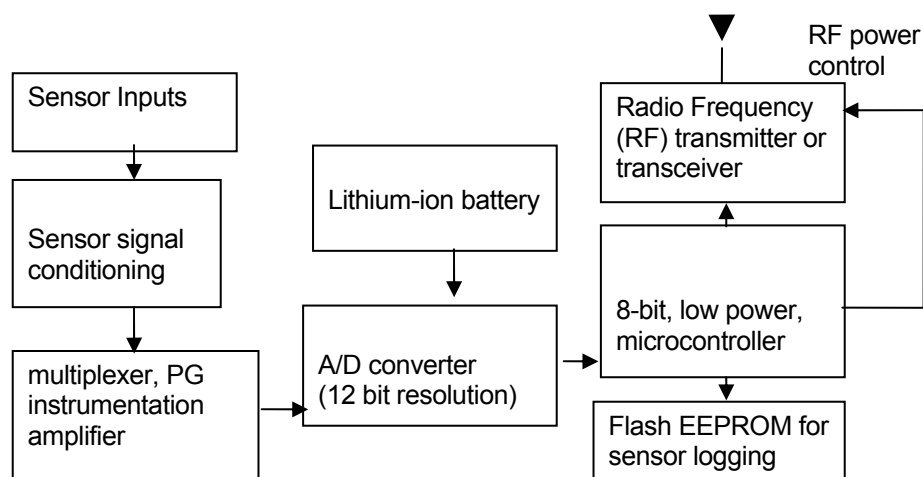 Sensor Inputs
Sensor signal
conditioning
multiplexer, PG
instrumentation
amplifier
Lithium-ion battery
A/D converter
(12 bit resolution)
RF power
control
Radio Frequency
(RF) transmitter or
transceiver
8-bit, low power,
microcontroller
Flash EEPROM for
sensor logging